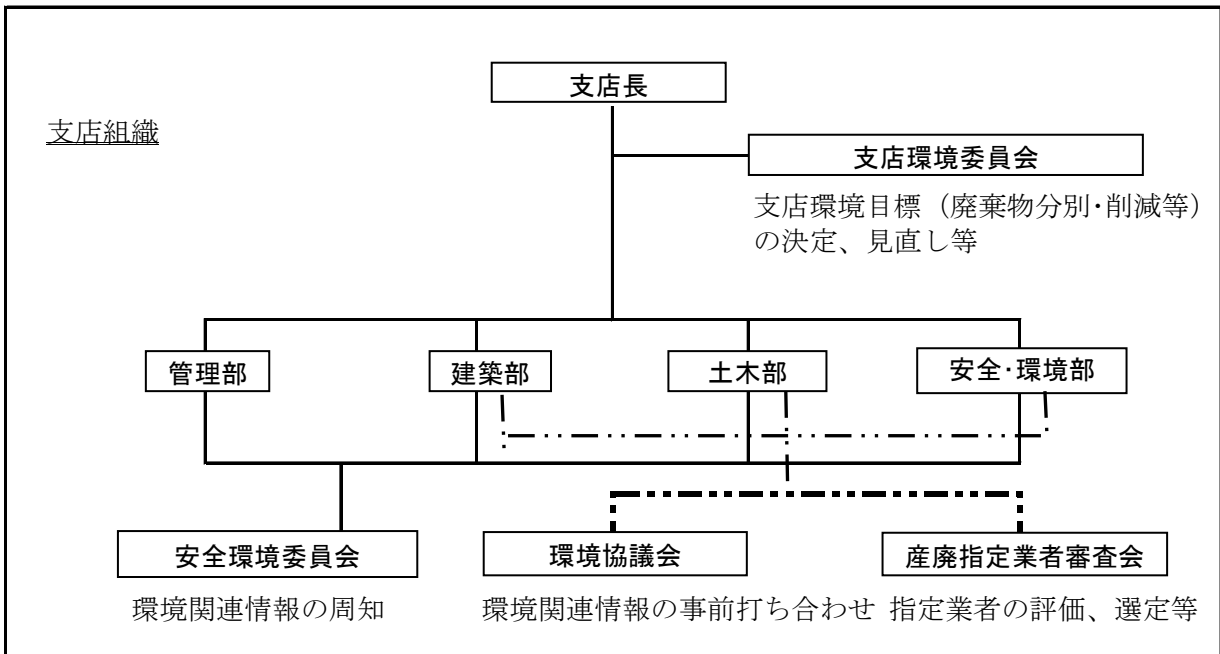 支店長
支店組織
支店環境委員会
支店環境目標（廃棄物分別･削減等）
の決定、見直し等
管理部
建築部
土木部
安全･環境部
安全環境委員会
環境協議会
産廃指定業者審査会
環境関連情報の周知
環境関連情報の事前打ち合わせ
指定業者の評価、選定等